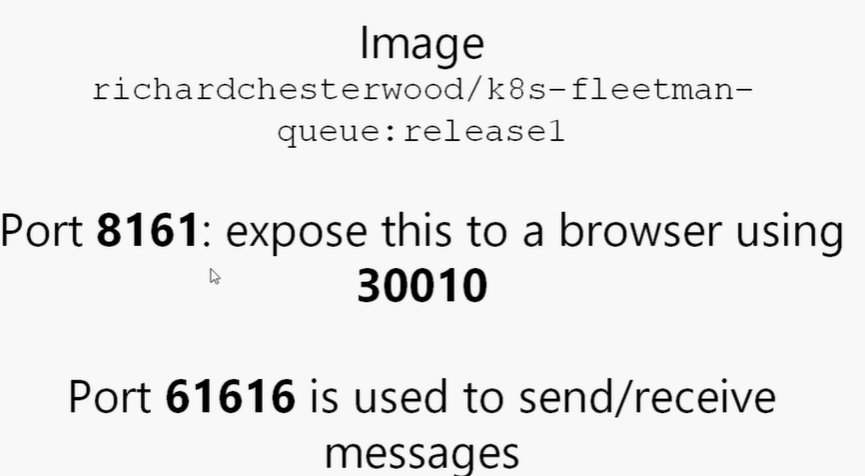 Image
richardchesterwood/k8s-fleetman-
queue:release1
Port 8161: expose this to a browser using
30010
Port 61616 is used to send/receive
messages